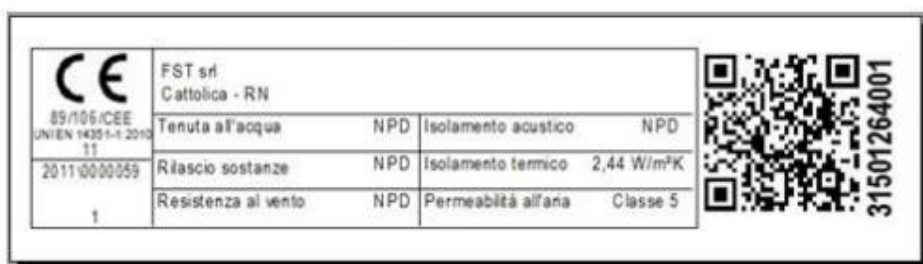 CE
89/106/CEE
UNI EN 14351-1:2010
11
2011\0000059
1
FST srl
Cattolica - RN
Tenuta all'acqua NPD Isolamento acustico NPD
Rilascio sostanze NPD Isolamento termico 2,44 W/m²K
Resistenza al vento NPD Permeabilitá all'aria Classe 5
31501264001